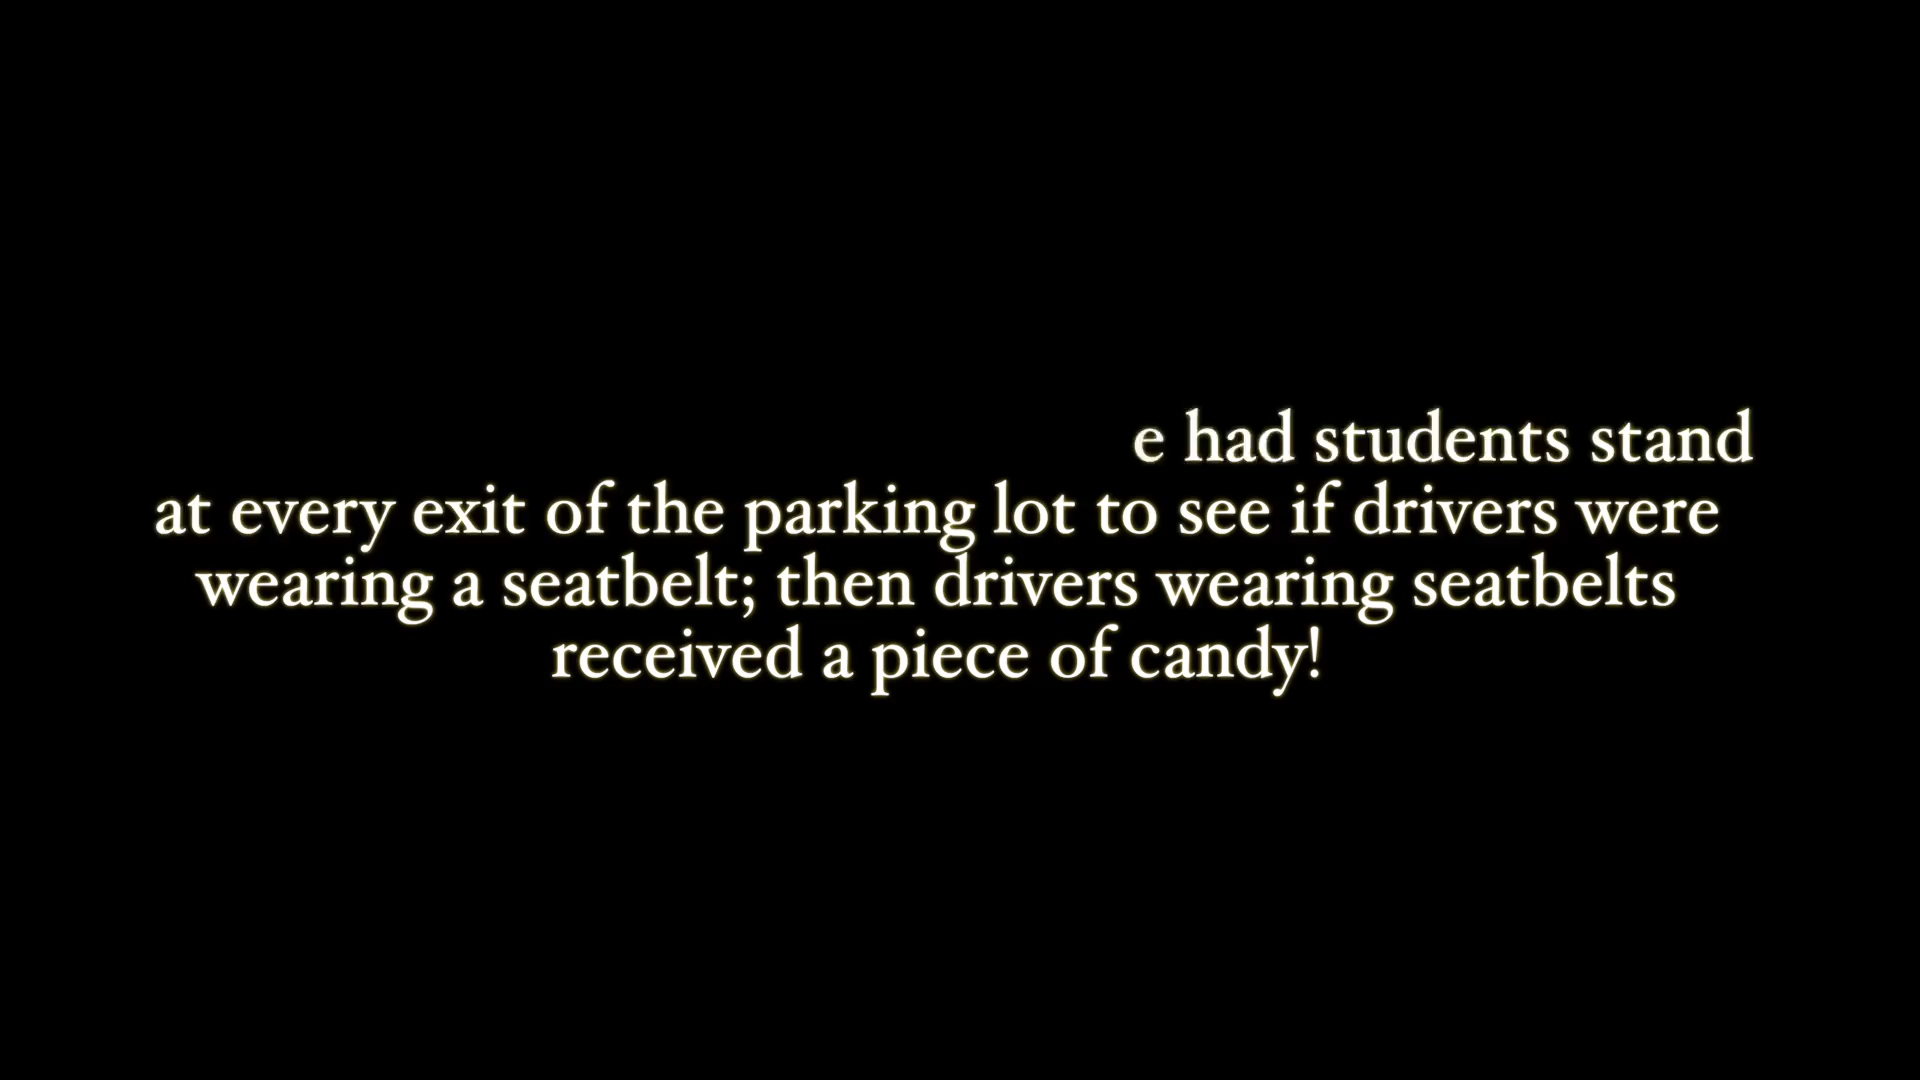 e had students stand
at every exit of the parking lot to see if drivers were
wearing a seatbelt; then drivers wearing seatbelts
received a piece of candy!